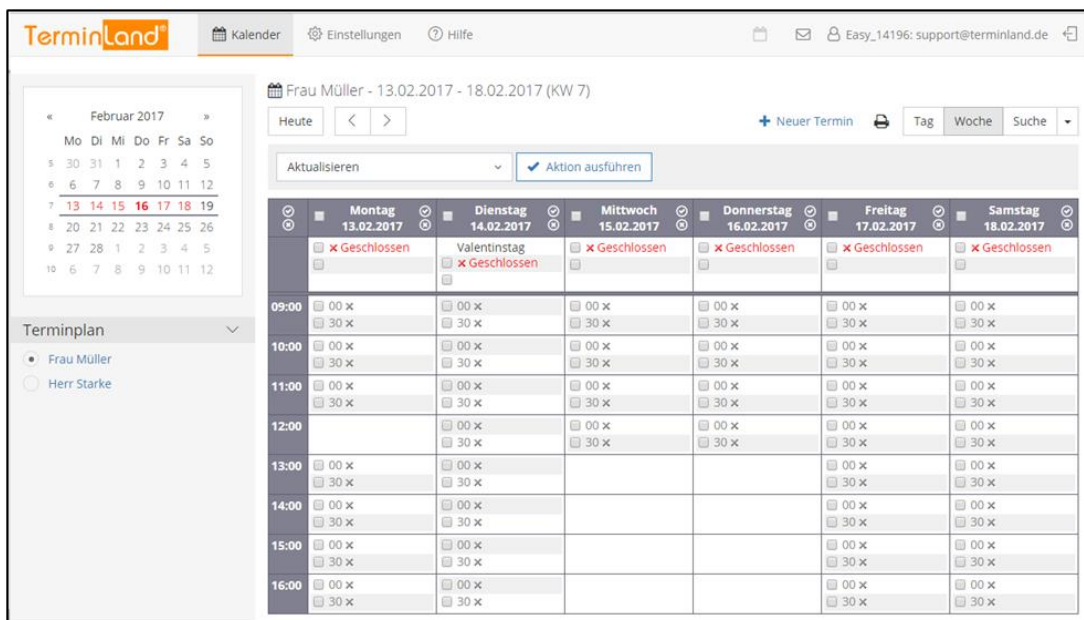 TerminLand®
Kalender
Einstellungen
Hilfe
Easy_14196: support@terminland.de
« Februar 2017 »
Mo Di Mi Do Fr Sa So
5 30 31 1 2 3 4 5
6 6 7 8 9 10 11 12
7 13 14 15 16 17 18 19
8 20 21 22 23 24 25 26
9 27 28 1 2 3 4 5
10 6 7 8 9 10 11 12
Terminplan
Frau Müller
Herr Starke
Frau Müller - 13.02.2017 - 18.02.2017 (KW 7)
Heute < > + Neuer Termin Tag Woche Suche
Aktualisieren Aktion ausführen
Montag Dienstag Mittwoch Donnerstag Freitag Samstag
13.02.2017 14.02.2017 15.02.2017 16.02.2017 17.02.2017 18.02.2017
x Geschlossen Valentinstag x Geschlossen x Geschlossen x Geschlossen x Geschlossen
x Geschlossen
09:00 00 x 00 x 00 x 00 x 00 x 00 x
30 x 30 x 30 x 30 x 30 x 30 x
10:00 00 x 00 x 00 x 00 x 00 x 00 x
30 x 30 x 30 x 30 x 30 x 30 x
11:00 00 x 00 x 00 x 00 x 00 x 00 x
30 x 30 x 30 x 30 x 30 x 30 x
12:00 00 x 00 x 00 x 00 x 00 x
30 x 30 x 30 x 30 x 30 x
13:00 00 x 00 x 00 x 00 x
30 x 30 x 30 x 30 x
14:00 00 x 00 x 00 x 00 x
30 x 30 x 30 x 30 x
15:00 00 x 00 x 00 x 00 x
30 x 30 x 30 x 30 x
16:00 00 x 00 x 00 x 00 x
30 x 30 x 30 x 30 x